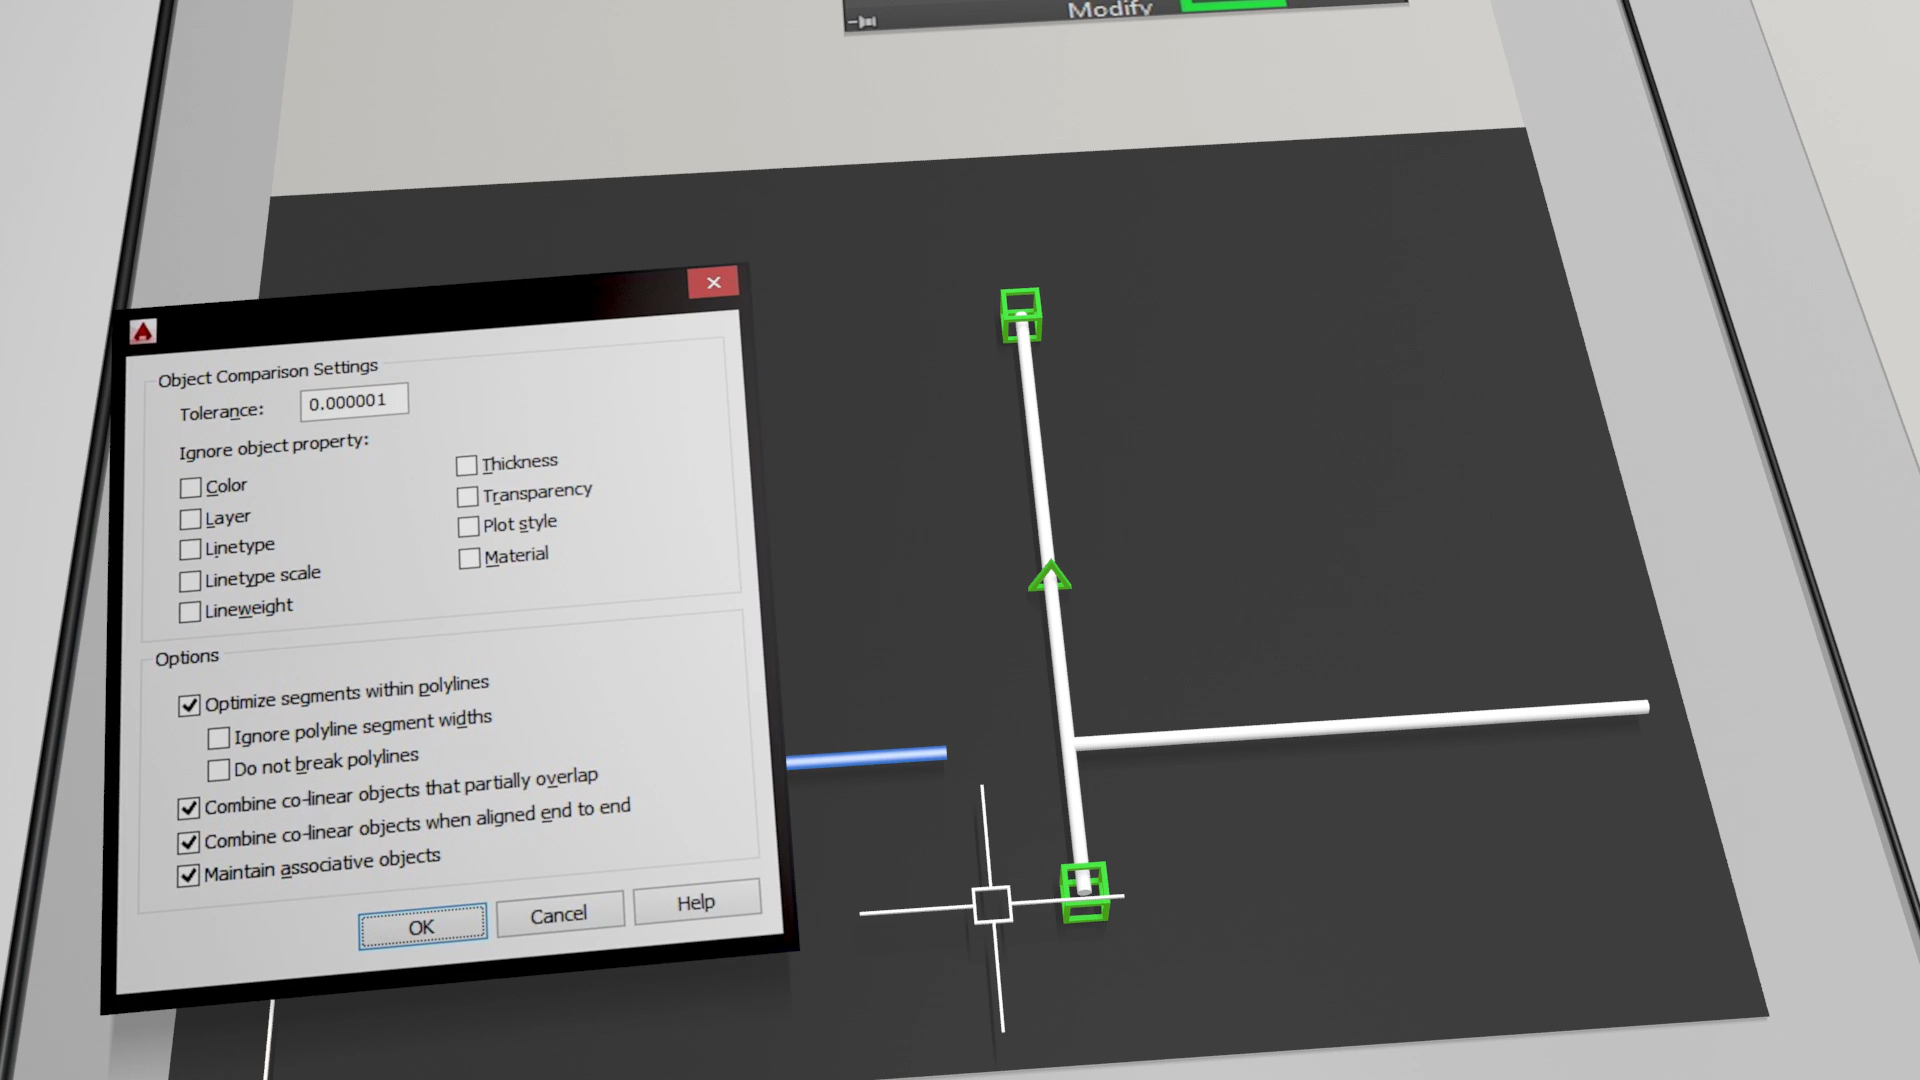 Modify
Object Comparison Settings
Tolerance: 0.000001
Ignore object property:
Color
Layer
Linetype
Linetype scale
Lineweight
Thickness
Transparency
Plot style
Material
Options
Optimize segments within polylines
Ignore polyline segment widths
Do not break polylines
Combine co-linear objects that partially overlap
Combine co-linear objects when aligned end to end
Maintain associative objects
OK Cancel Help